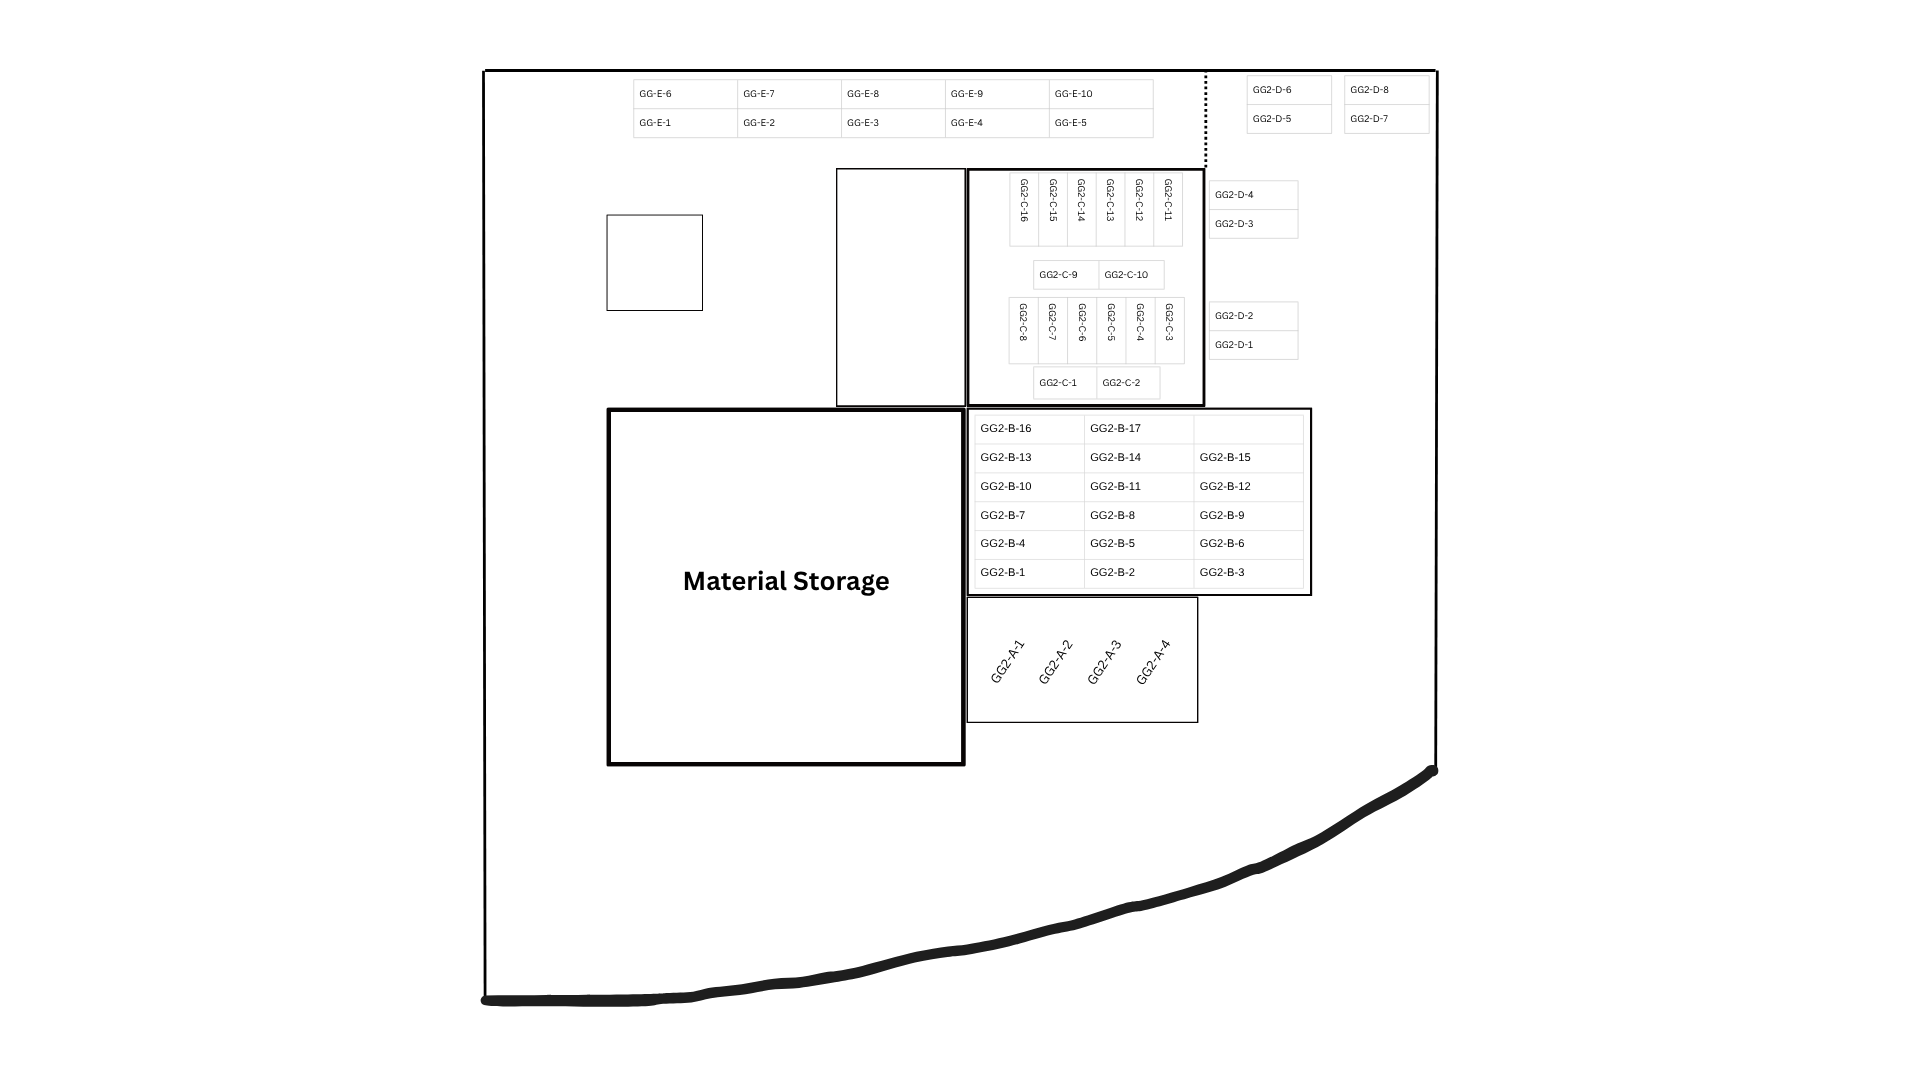 GG-E-6 GG-E-7 GG-E-8 GG-E-9 GG-E-10
GG-E-1 GG-E-2 GG-E-3 GG-E-4 GG-E-5
GG2-D-6 GG2-D-8
GG2-D-5 GG2-D-7
GG2-C-16 GG2-C-15 GG2-C-14 GG2-C-13 GG2-C-12 GG2-C-11
GG2-D-4
GG2-D-3
GG2-C-9 GG2-C-10
GG2-C-8 GG2-C-7 GG2-C-6 GG2-C-5 GG2-C-4 GG2-C-3
GG2-D-2
GG2-D-1
GG2-C-1 GG2-C-2
GG2-B-16 GG2-B-17
GG2-B-13 GG2-B-14 GG2-B-15
GG2-B-10 GG2-B-11 GG2-B-12
GG2-B-7 GG2-B-8 GG2-B-9
GG2-B-4 GG2-B-5 GG2-B-6
GG2-B-1 GG2-B-2 GG2-B-3
Material Storage
GG2-A-1 GG2-A-2 GG2-A-3 GG2-A-4